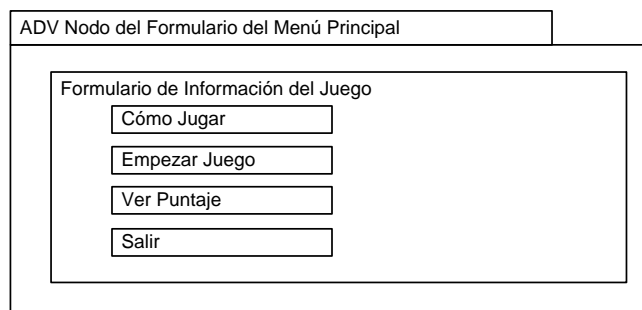 ADV Nodo del Formulario del Menú Principal
Formulario de Información del Juego
Cómo Jugar
Empezar Juego
Ver Puntaje
Salir